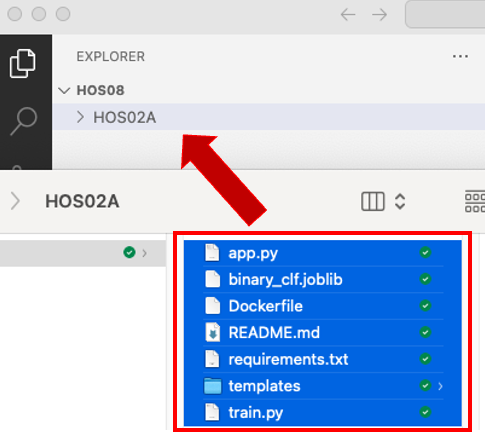 EXPLORER
HOS08
HOS02A
HOS02A
app.py
binary_clf.joblib
Dockerfile
README.md
requirements.txt
templates
train.py